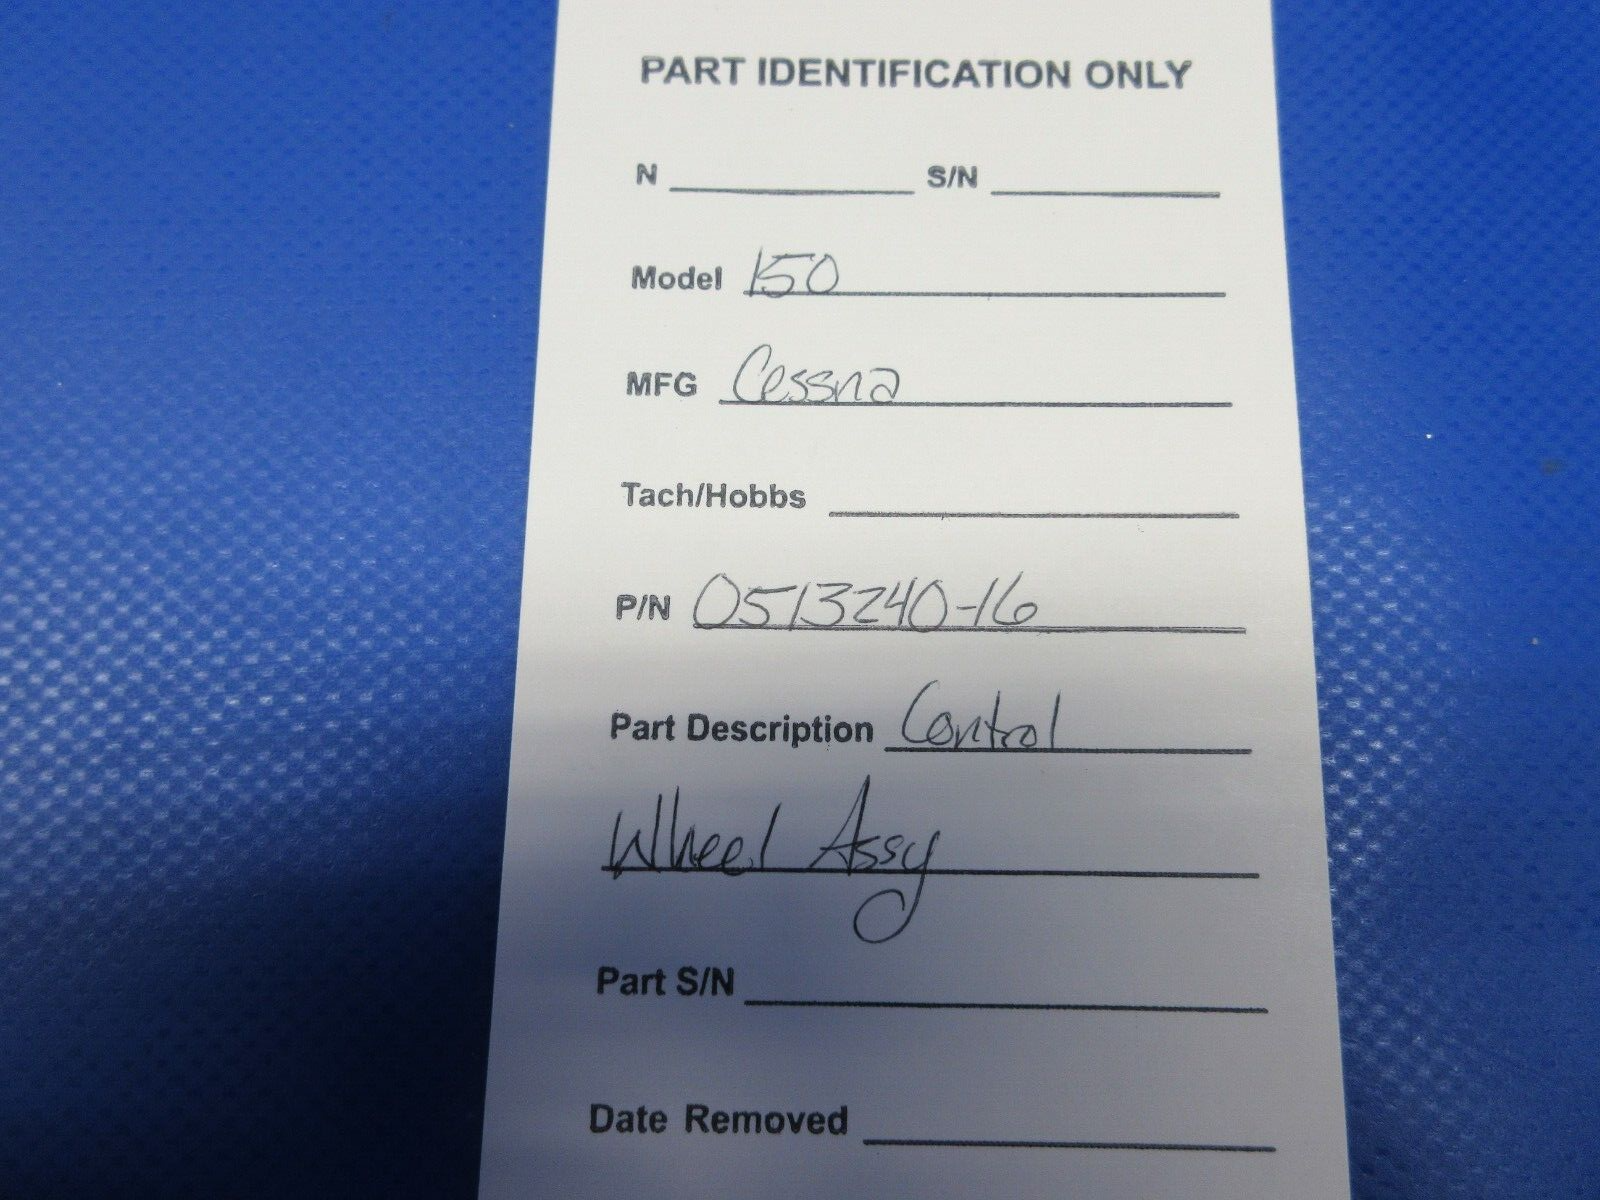 PART IDENTIFICATION ONLY
N S/N
Model 150
MFG Cessna
Tach/Hobbs
P/N 0513240-16
Part Description Control
Wheel Assy
Part S/N
Date Removed